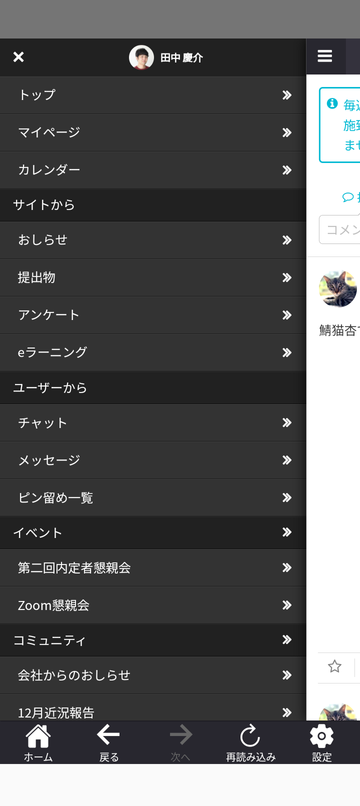 田中 慶介
トップ
マイページ
カレンダー
サイトから
おしらせ
提出物
アンケート
eラーニング
ユーザーから
チャット
メッセージ
ピン留め一覧
イベント
第二回内定者懇親会
Zoom懇親会
コミュニティ
会社からのおしらせ
12月近況報告
毎週
ませ
コメン
鯖猫杏
ホーム
戻る
次へ
再読み込み
設定